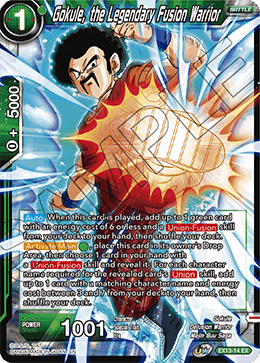 BATTLE
1
Gokule, the Legendary Fusion Warrior
0 + 5000
Auto When this card is played, add up to 1 green card
with an energy cost of 6 or less and a Union-Fusion skill
from your deck to your hand, then shuffle your deck.
Activate Main, place this card in its owner's Drop
Area, then choose 1 card in your hand with
a Union-Fusion skill and reveal it: For each character
name required for the revealed card's Union skill, add
up to 1 card with a matching character name and energy
cost between 3 and 7 from your deck to your hand, then
shuffle your deck.
POWER
1001
Character
Special Trait
Era
Gokule
Delusion Warrior
Majin Buu Saga
EX13-14 EX